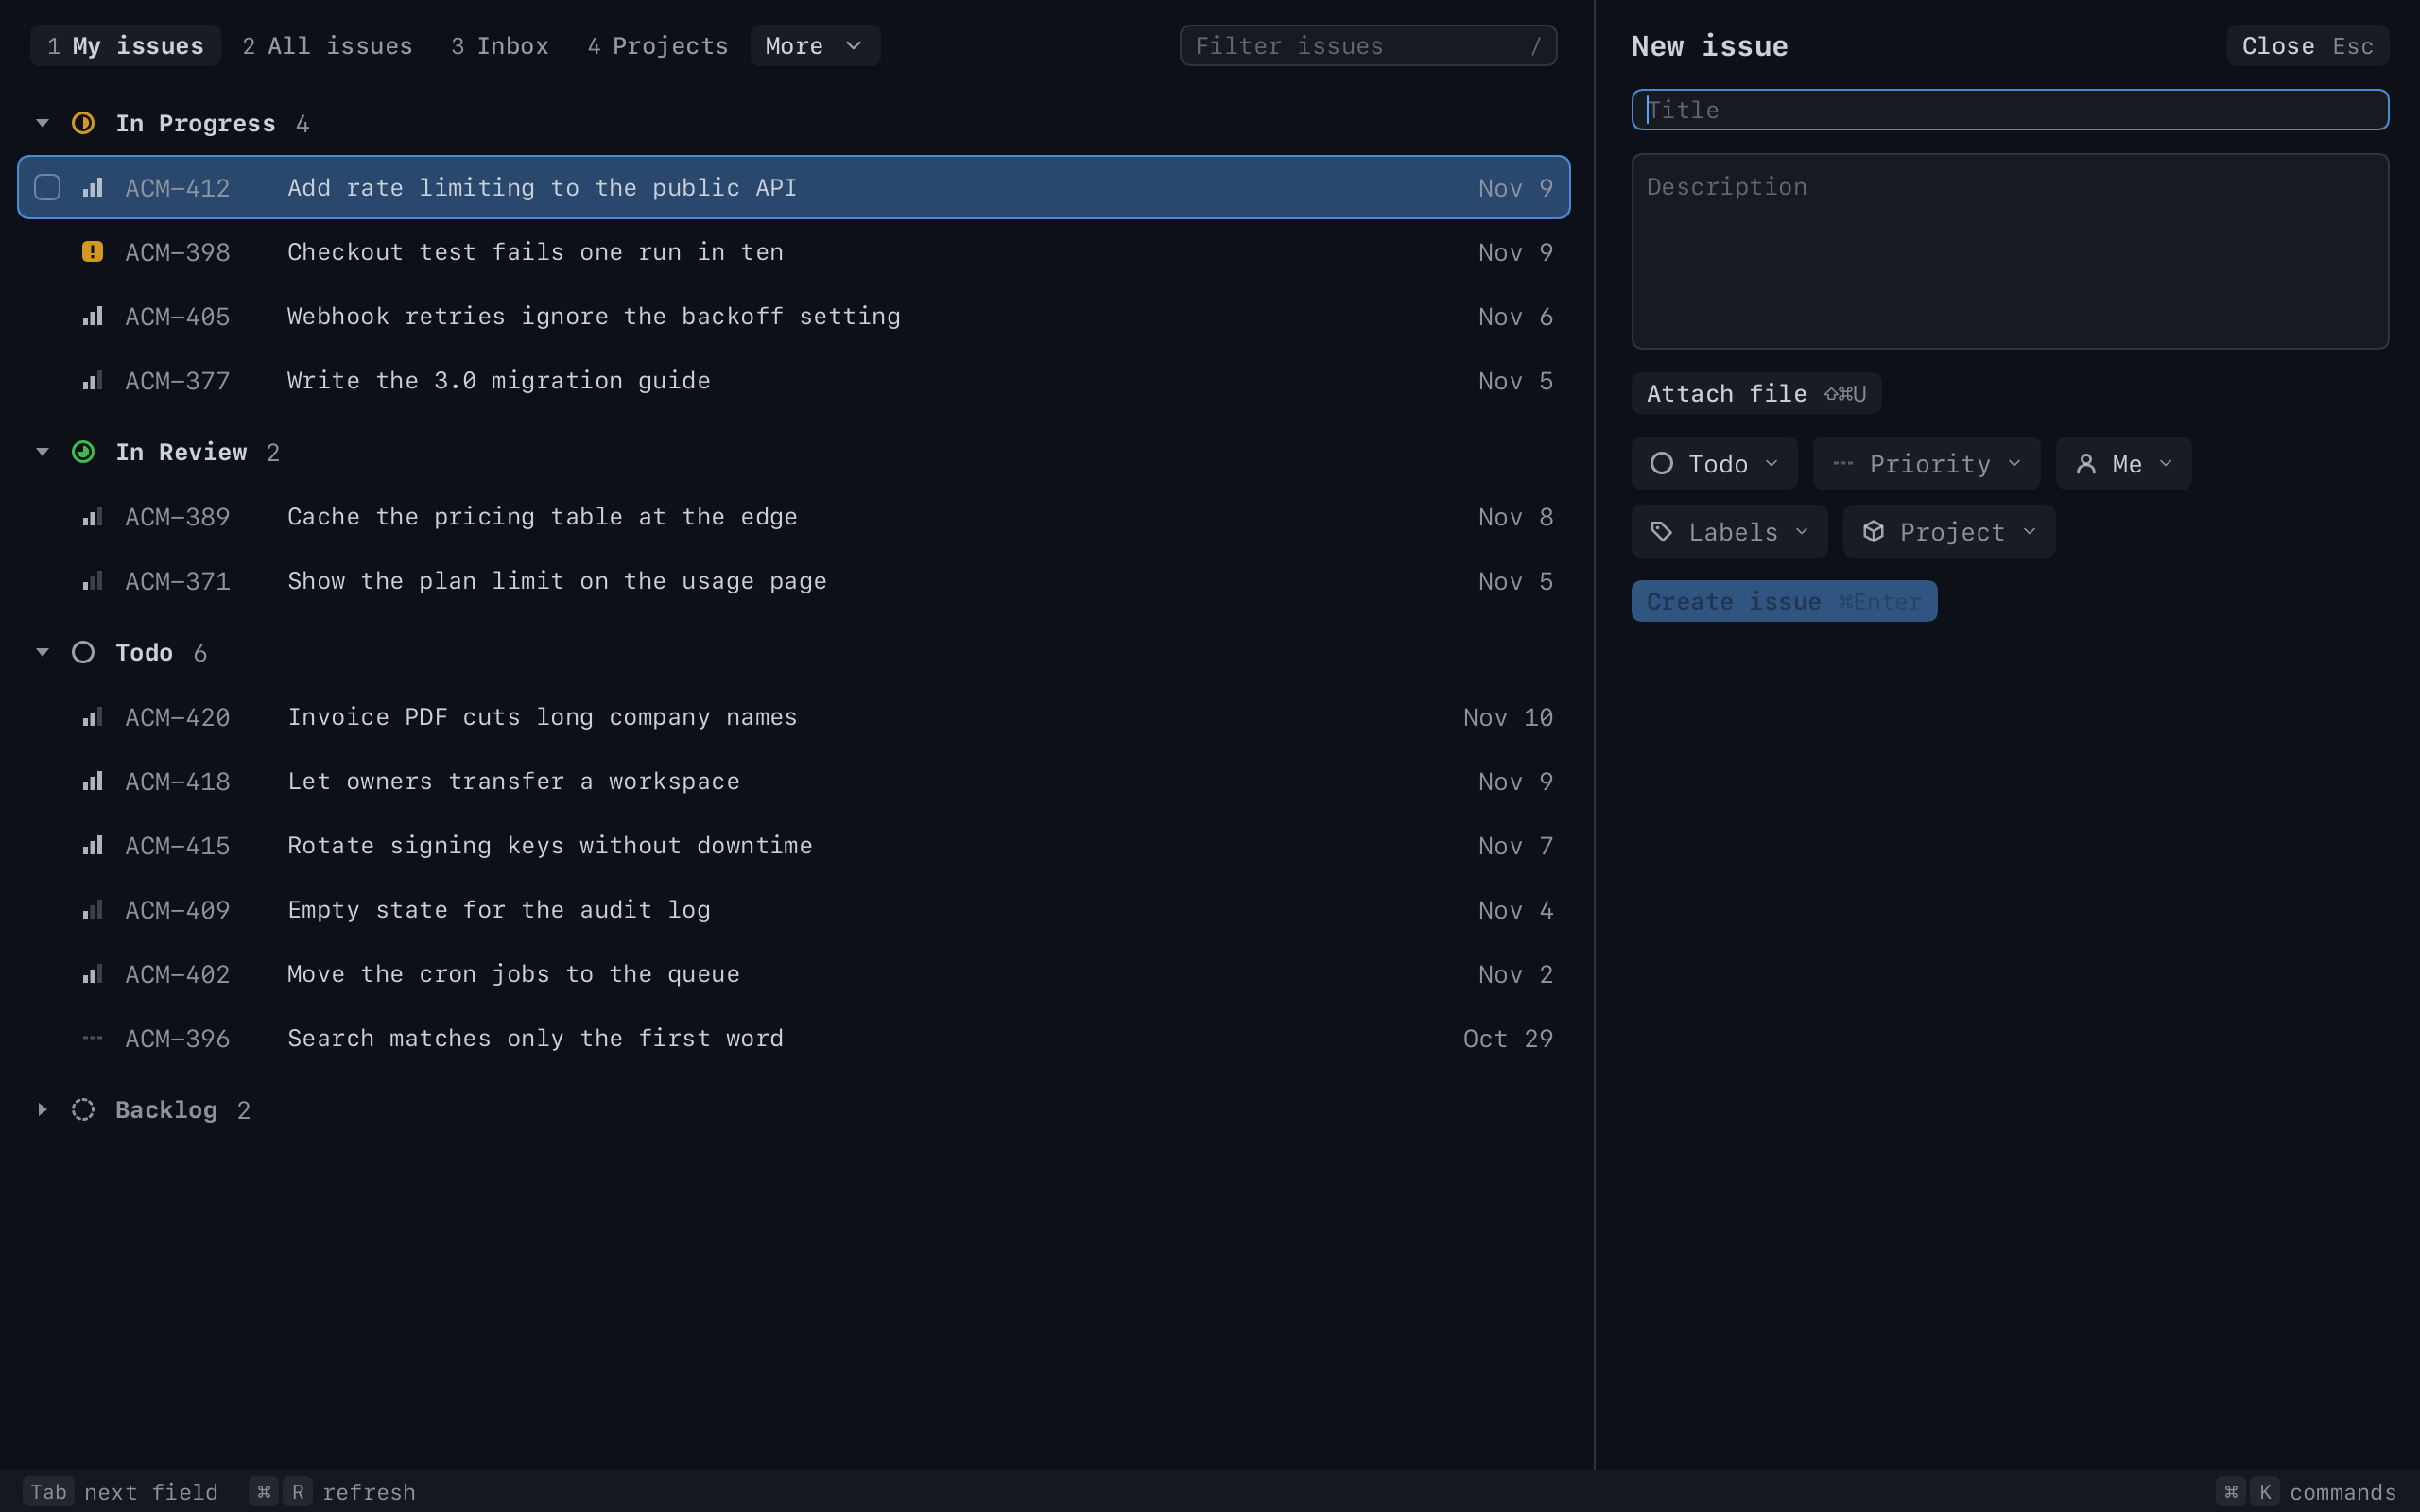 1 My issues 2 All issues 3 Inbox 4 Projects More Filter issues /
In Progress 4
ACM-412 Add rate limiting to the public API Nov 9
ACM-398 Checkout test fails one run in ten Nov 9
ACM-405 Webhook retries ignore the backoff setting Nov 6
ACM-377 Write the 3.0 migration guide Nov 5
In Review 2
ACM-389 Cache the pricing table at the edge Nov 8
ACM-371 Show the plan limit on the usage page Nov 5
Todo 6
ACM-420 Invoice PDF cuts long company names Nov 10
ACM-418 Let owners transfer a workspace Nov 9
ACM-415 Rotate signing keys without downtime Nov 7
ACM-409 Empty state for the audit log Nov 4
ACM-402 Move the cron jobs to the queue Nov 2
ACM-396 Search matches only the first word Oct 29
Backlog 2
New issue Close Esc
Title
Description
Attach file ⇧⌘U
Todo Priority Me
Labels Project
Create issue ⌘Enter
Tab next field ⌘ R refresh ⌘ K commands